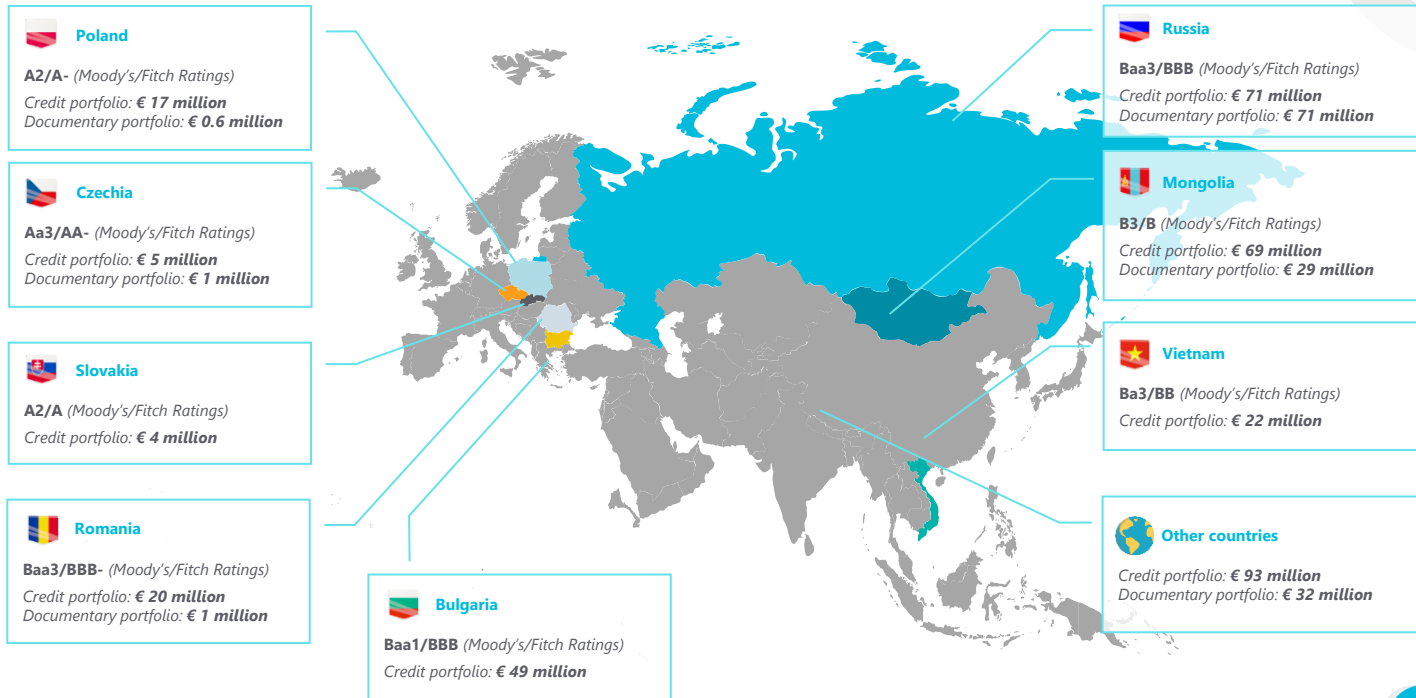 Poland
A2/A- (Moody's/Fitch Ratings)
Credit portfolio: € 17 million
Documentary portfolio: € 0.6 million
Czechia
Aa3/AA- (Moody's/Fitch Ratings)
Credit portfolio: € 5 million
Documentary portfolio: € 1 million
Slovakia
A2/A (Moody's/Fitch Ratings)
Credit portfolio: € 4 million
Romania
Baa3/BBB- (Moody's/Fitch Ratings)
Credit portfolio: € 20 million
Documentary portfolio: € 1 million
Bulgaria
Baa1/BBB (Moody's/Fitch Ratings)
Credit portfolio: € 49 million
Russia
Baa3/BBB (Moody's/Fitch Ratings)
Credit portfolio: € 71 million
Documentary portfolio: € 71 million
Mongolia
B3/B (Moody's/Fitch Ratings)
Credit portfolio: € 69 million
Documentary portfolio: € 29 million
Vietnam
Ba3/BB (Moody's/Fitch Ratings)
Credit portfolio: € 22 million
Other countries
Credit portfolio: € 93 million
Documentary portfolio: € 32 million